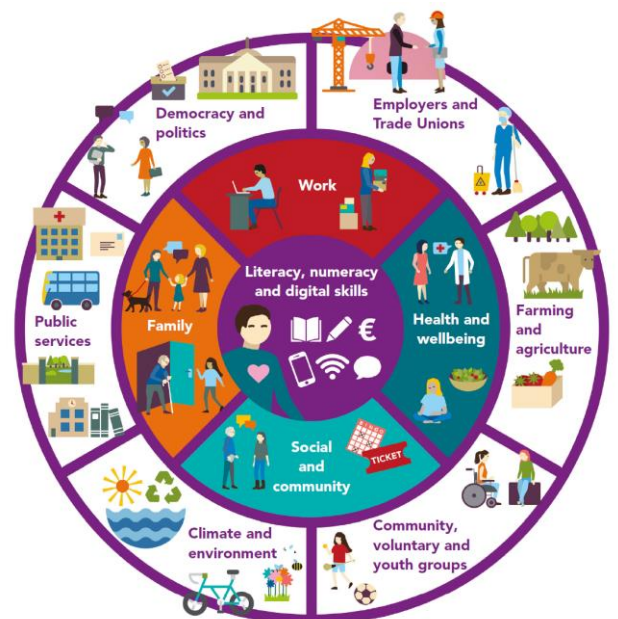 Democracy and
politics
Employers and
Trade Unions
Work
Literacy, numeracy
and digital skills
€
Public
services
Family
Health and
wellbeing
Farming
and
agriculture
Social
and
community
TICKET
Climate and
environment
Community,
voluntary and
youth groups